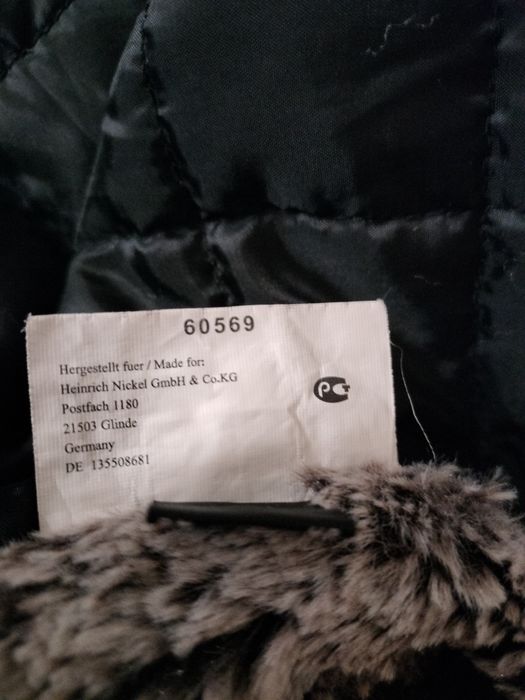 60569
Hergestellt fuer / Made for:
Heinrich Nickel GmbH & Co.KG
Postfach 1180
21503 Glinde
Germany
DE 135508681